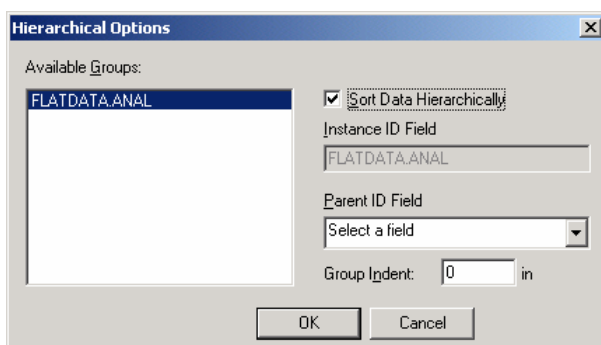 Hierarchical Options
Available Groups:
FLATDATA.ANAL
Sort Data Hierarchically
Instance ID Field
FLATDATA.ANAL
Parent ID Field
Select a field
Group Indent: 0 in
OK Cancel